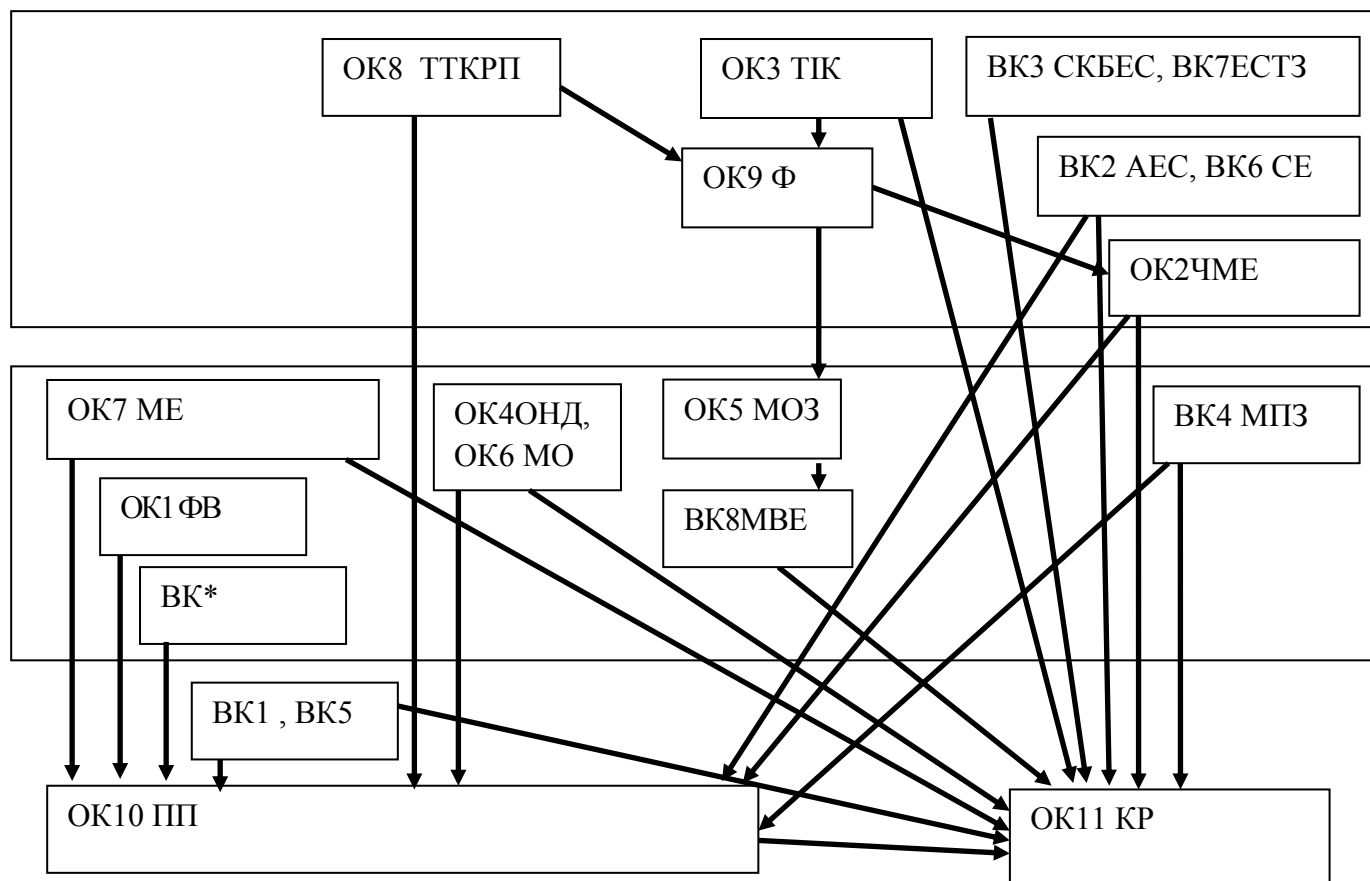 ОК8 ТТКРП
ОК3 ТІК
ВК3 СКБЕС, ВК7ЕСТЗ
ОК9 Ф
ВК2 АЕС, ВК6 СЕ
ОК2ЧМЕ
ОК7 МЕ
ОК4ОНД,
ОК6 МО
ОК5 МОЗ
ВК4 МПЗ
ОК1ФВ
ВК8МВЕ
ВК*
ВК1 , ВК5
ОК10 ПП
ОК11 КР